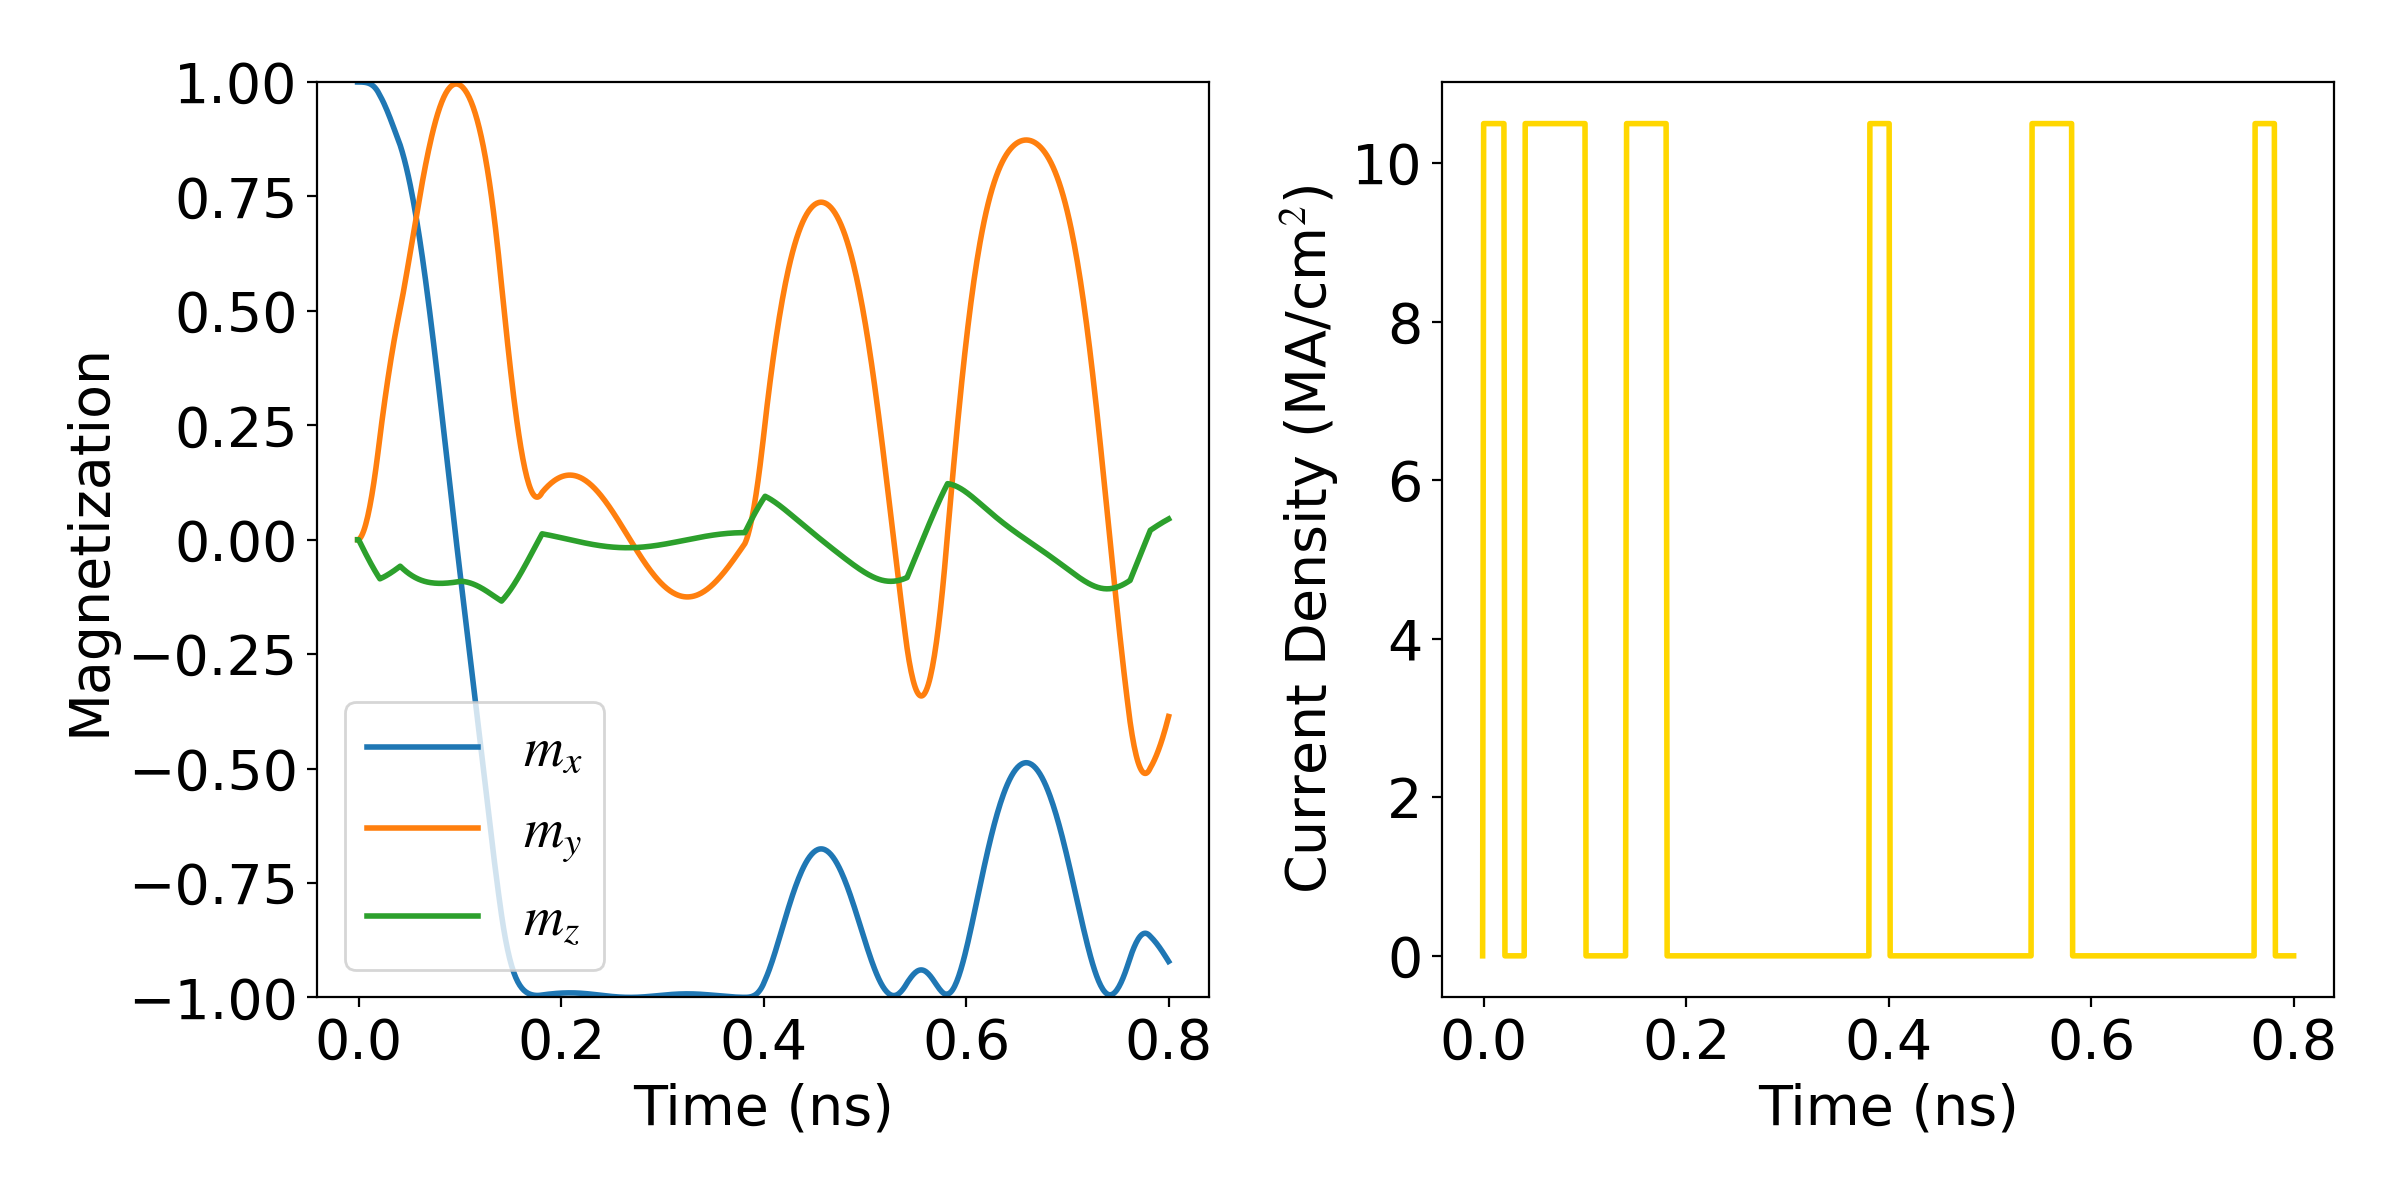 1.00
0.75
0.50
0.25
0.00
−0.25
−0.50
−0.75
−1.00
Magnetization
m_x
m_y
m_z
0.0 0.2 0.4 0.6 0.8
Time (ns)
10
8
6
4
2
0
Current Density (MA/cm²)
0.0 0.2 0.4 0.6 0.8
Time (ns)